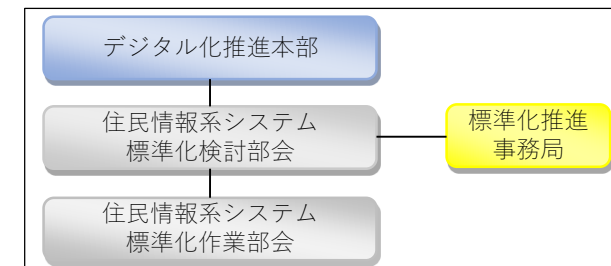 デジタル化推進本部
住民情報系システム
標準化検討部会
標準化推進
事務局
住民情報系システム
標準化作業部会